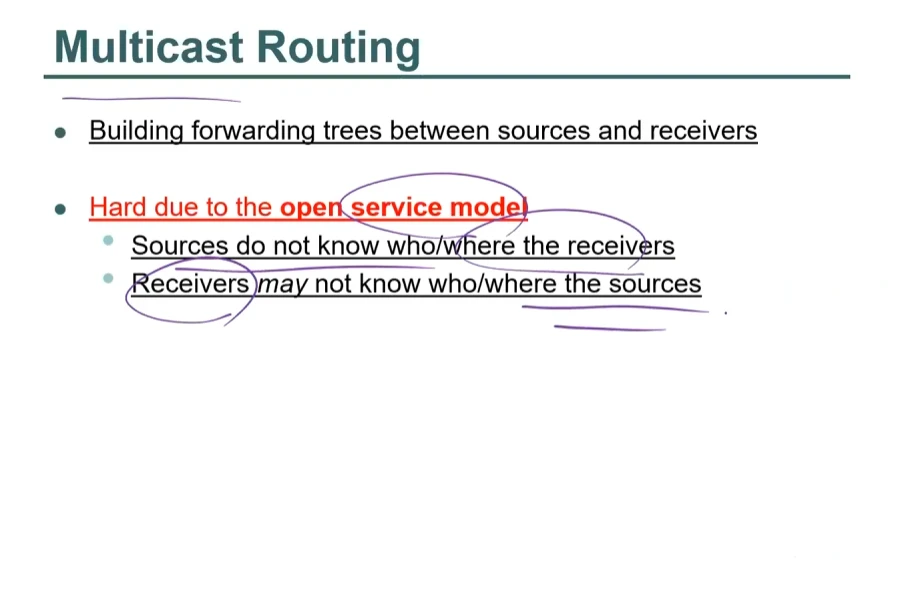 Multicast Routing
Building forwarding trees between sources and receivers
Hard due to the open service model
Sources do not know who/where the receivers
Receivers may not know who/where the sources